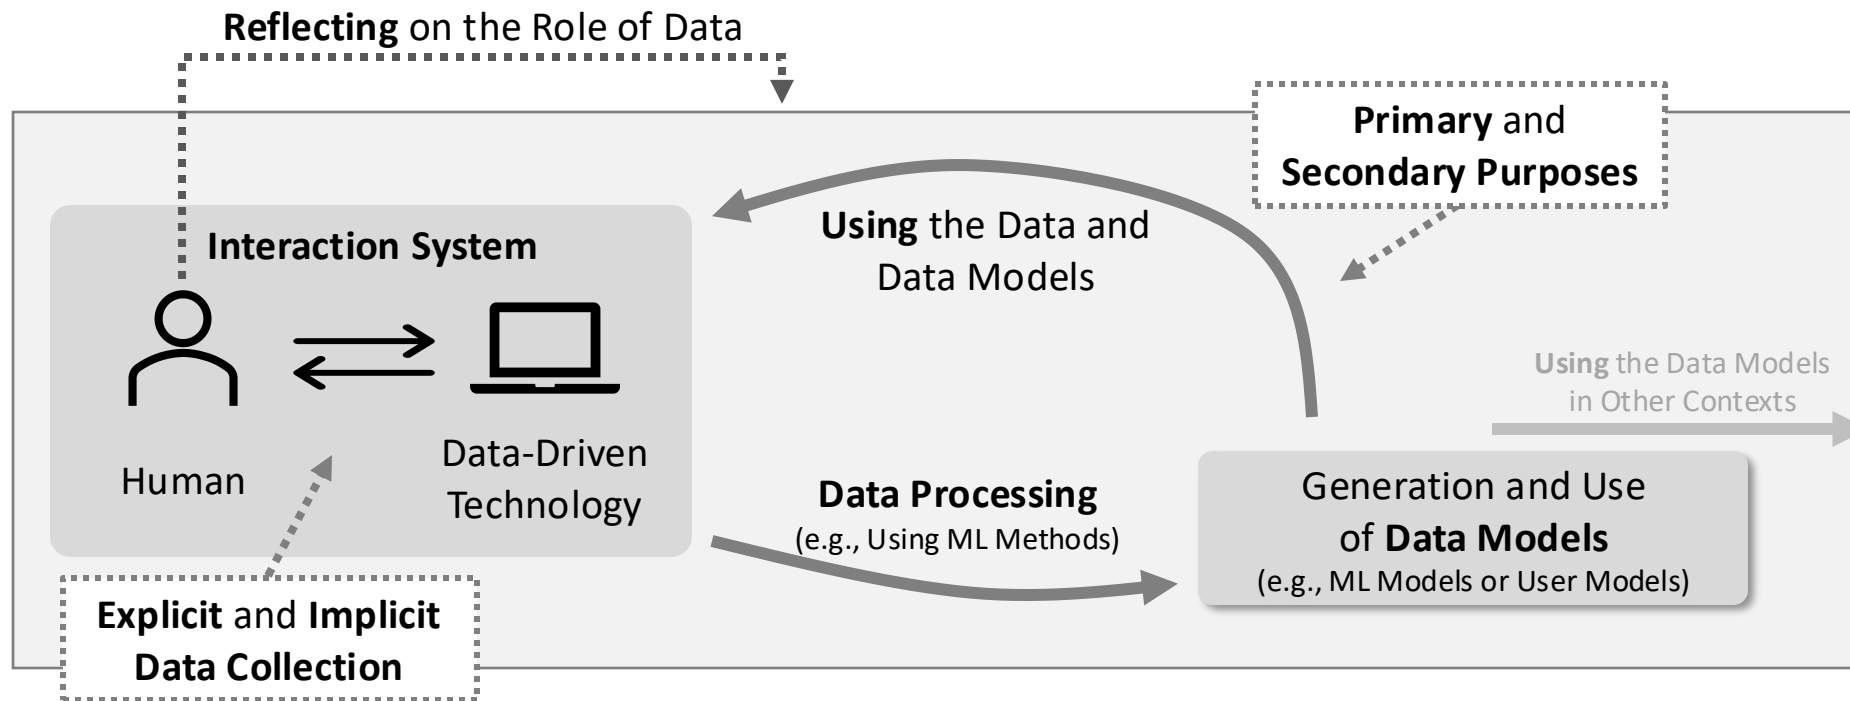 Reflecting on the Role of Data
Primary and
Secondary Purposes
Using the Data and
Data Models
Interaction System
Human
Data-Driven
Technology
Using the Data Models
in Other Contexts
Data Processing
(e.g., Using ML Methods)
Generation and Use
of Data Models
(e.g., ML Models or User Models)
Explicit and Implicit
Data Collection